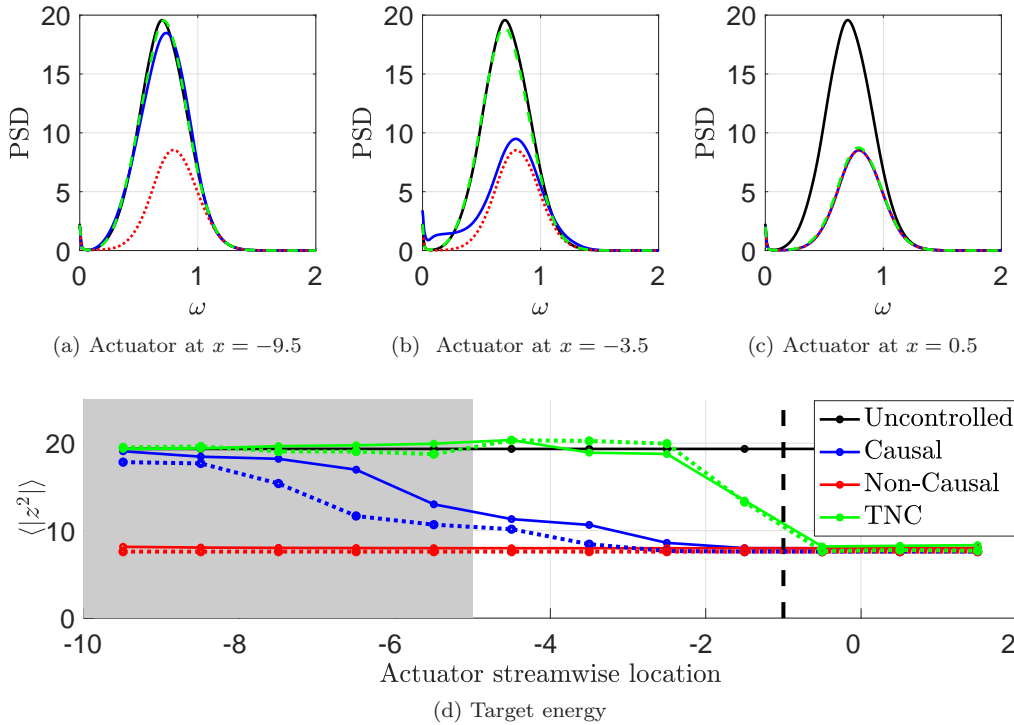 20 20 20
15 15 15
10 10 10
5 5 5
0 0 0
PSD PSD PSD
0 1 2 0 1 2 0 1 2
ω ω ω
(a) Actuator at x = −9.5 (b) Actuator at x = −3.5 (c) Actuator at x = 0.5
20
10
0
⟨|z²|⟩
Uncontrolled
Causal
Non-Causal
TNC
-10 -8 -6 -4 -2 0 2
Actuator streamwise location
(d) Target energy